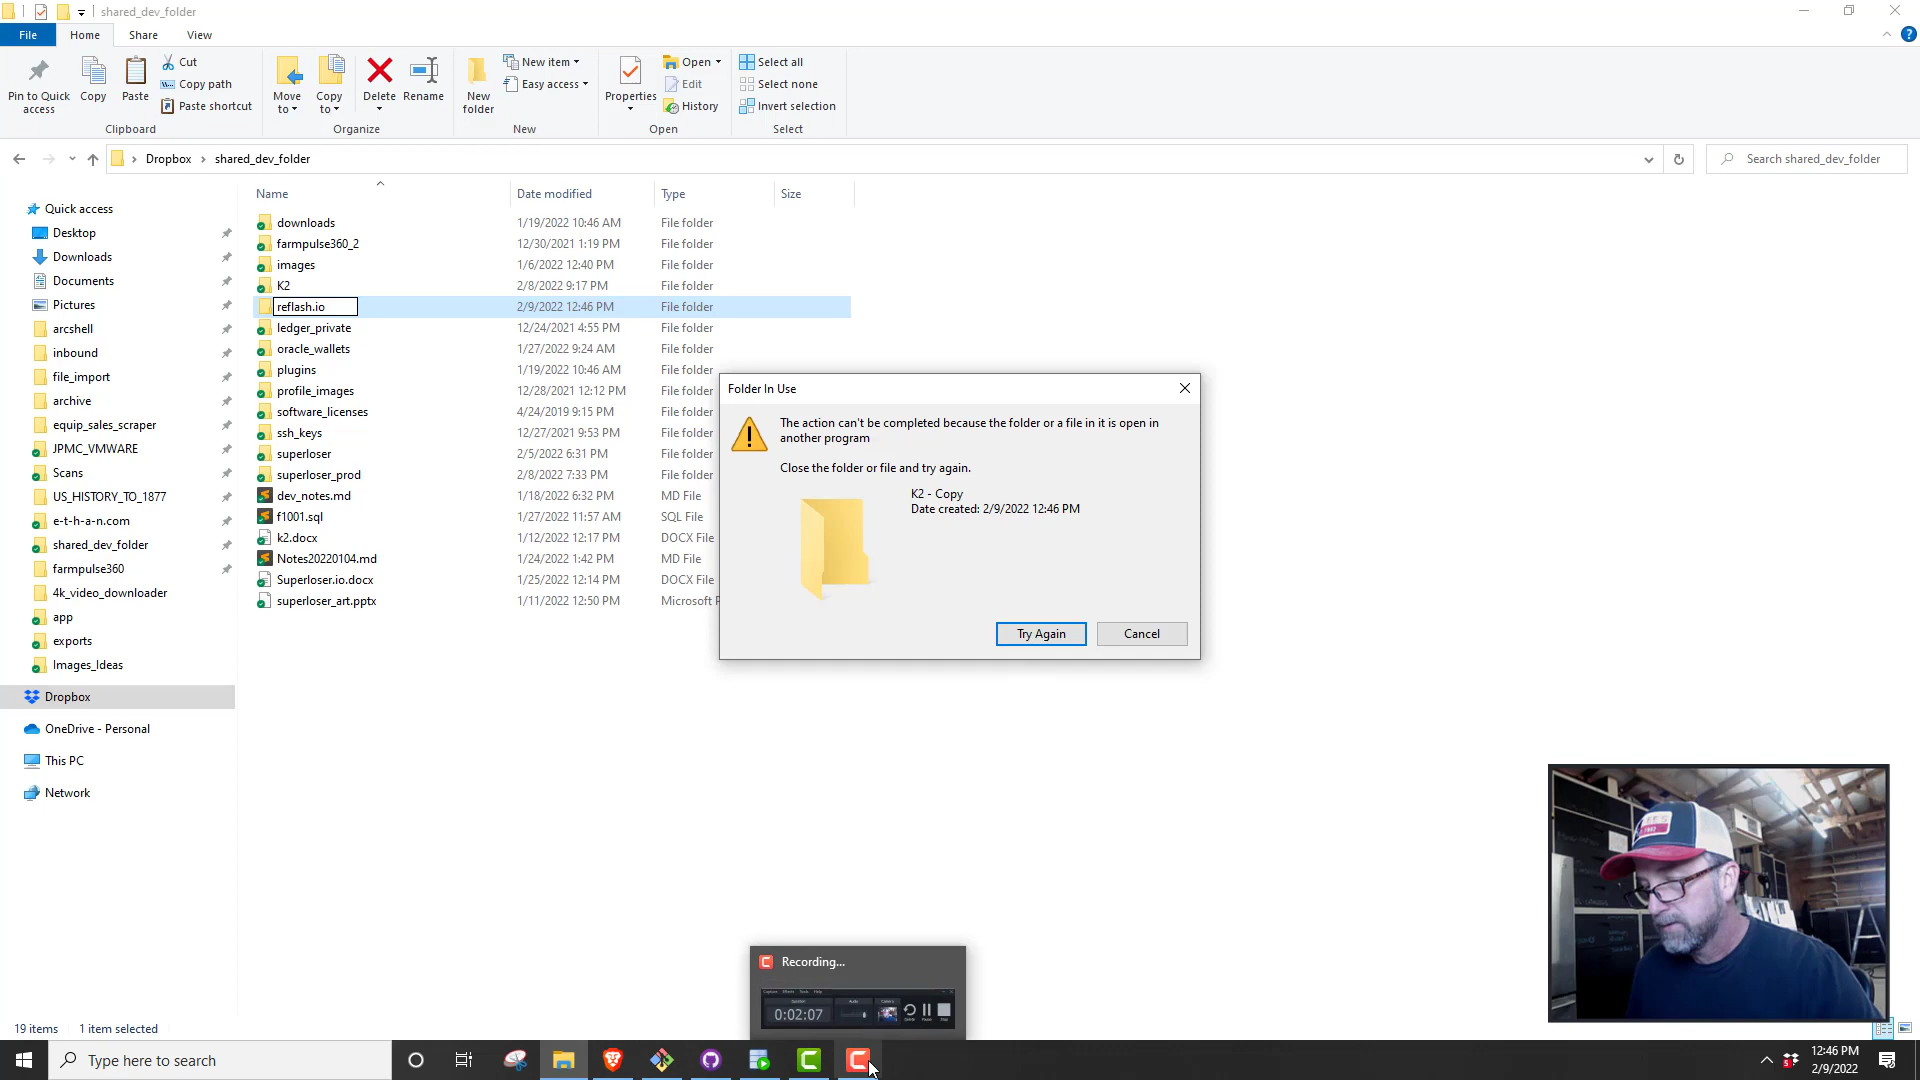 shared_dev_folder
File
Home
Share
View
Pin to Quick access
Copy
Paste
Cut
Copy path
Paste shortcut
Clipboard
Move to
Copy to
Delete
Rename
Organize
New folder
New item
Easy access
New
Properties
Open
Edit
History
Open
Select all
Select none
Invert selection
Select
Dropbox
shared_dev_folder
Search shared_dev_folder
Name
Date modified
Type
Size
Quick access
Desktop
Downloads
Documents
Pictures
arcshell
inbound
file_import
archive
equip_sales_scraper
JPMC_VMWARE
Scans
US_HISTORY_TO_1877
e-t-h-a-n.com
shared_dev_folder
farmpulse360
4k_video_downloader
app
exports
Images_Ideas
Dropbox
OneDrive - Personal
This PC
Network
downloads 1/19/2022 10:46 AM File folder
farmpulse360_2 12/30/2021 1:19 PM File folder
images 1/6/2022 12:40 PM File folder
K2 2/8/2022 9:17 PM File folder
reflash.io 2/9/2022 12:46 PM File folder
ledger_private 12/24/2021 4:55 PM File folder
oracle_wallets 1/27/2022 9:24 AM File folder
plugins 1/19/2022 10:46 AM File folder
profile_images 12/28/2021 12:12 PM File folder
software_licenses 4/24/2019 9:15 PM File folder
ssh_keys 12/27/2021 9:53 PM File folder
superloser 2/5/2022 6:31 PM File folder
superloser_prod 2/8/2022 7:33 PM File folder
dev_notes.md 1/18/2022 6:32 PM MD File
f1001.sql 1/27/2022 11:57 AM SQL File
k2.docx 1/12/2022 12:17 PM DOCX File
Notes20220104.md 1/24/2022 1:42 PM MD File
Superloser.io.docx 1/25/2022 12:14 PM DOCX File
superloser_art.pptx 1/11/2022 12:50 PM Microsoft P
Folder In Use
The action can't be completed because the folder or a file in it is open in
another program
Close the folder or file and try again.
K2 - Copy
Date created: 2/9/2022 12:46 PM
Try Again
Cancel
Recording...
0:02:07
19 items
1 item selected
Type here to search
12:46 PM
2/9/2022